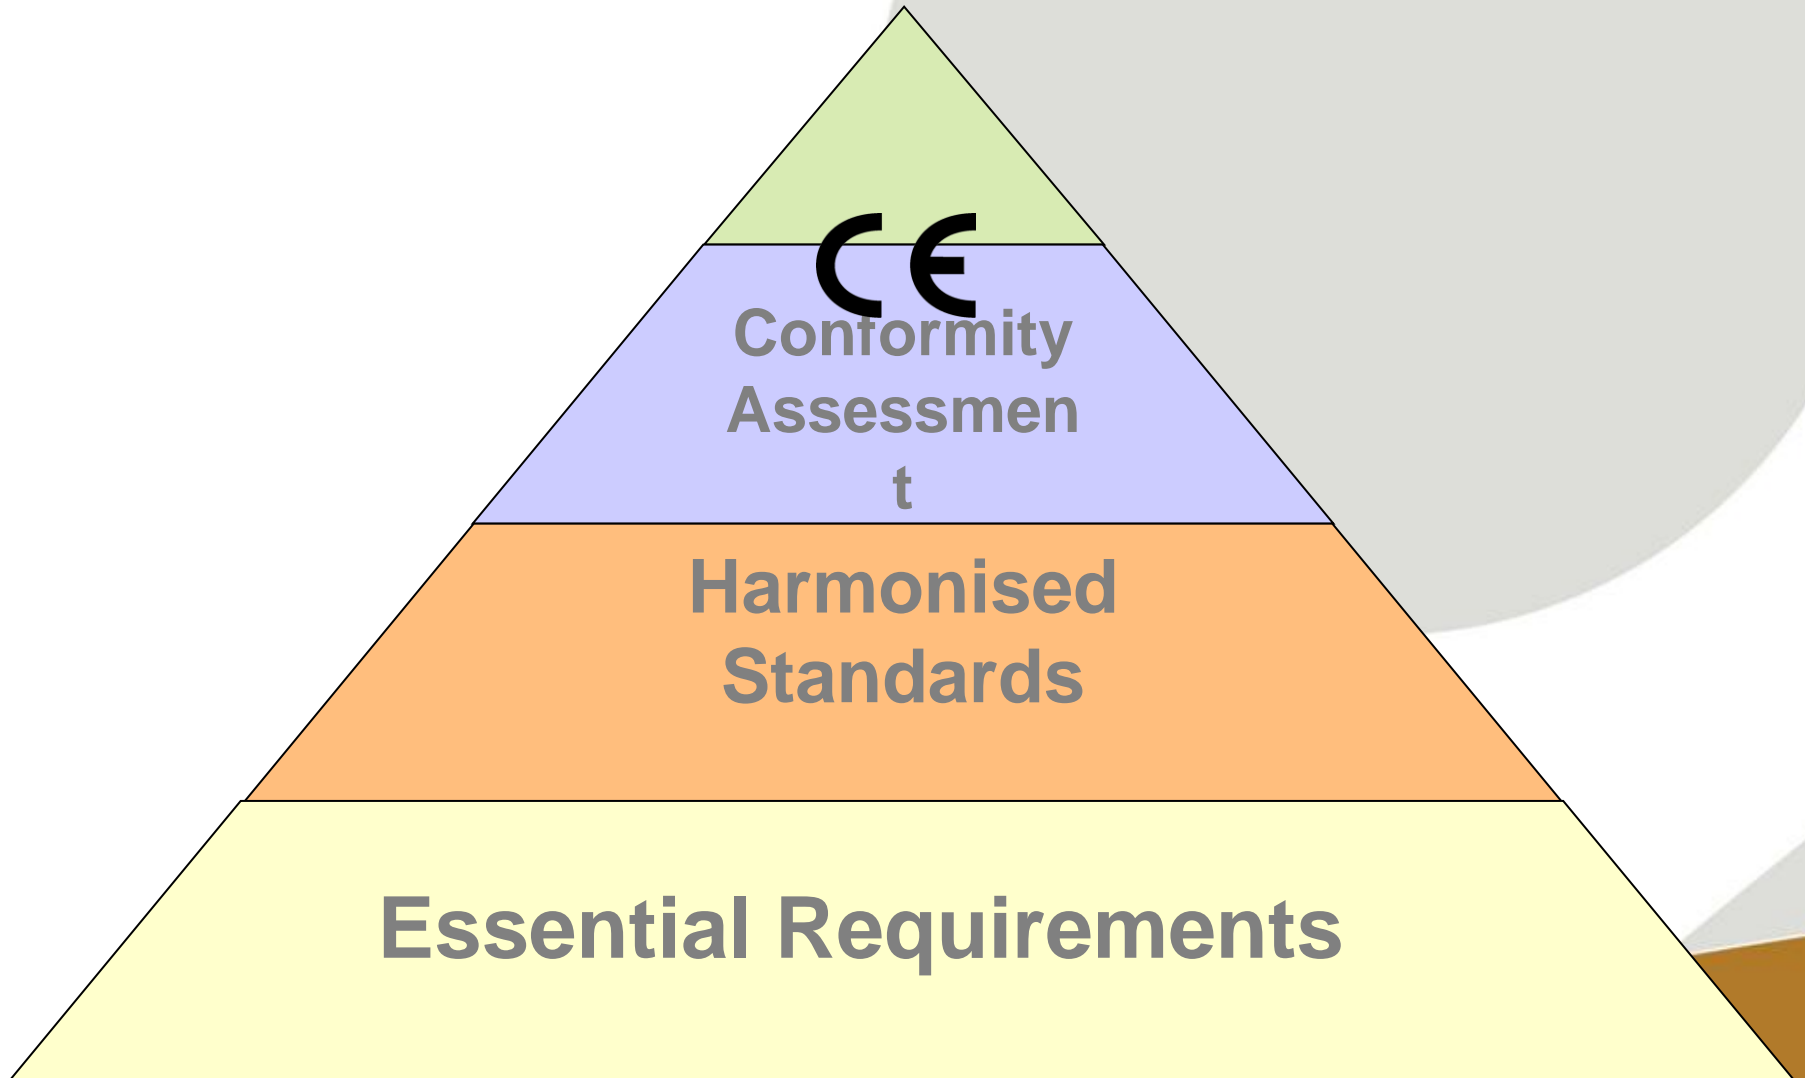 CE
Conformity
Assessmen
t
Harmonised
Standards
Essential Requirements